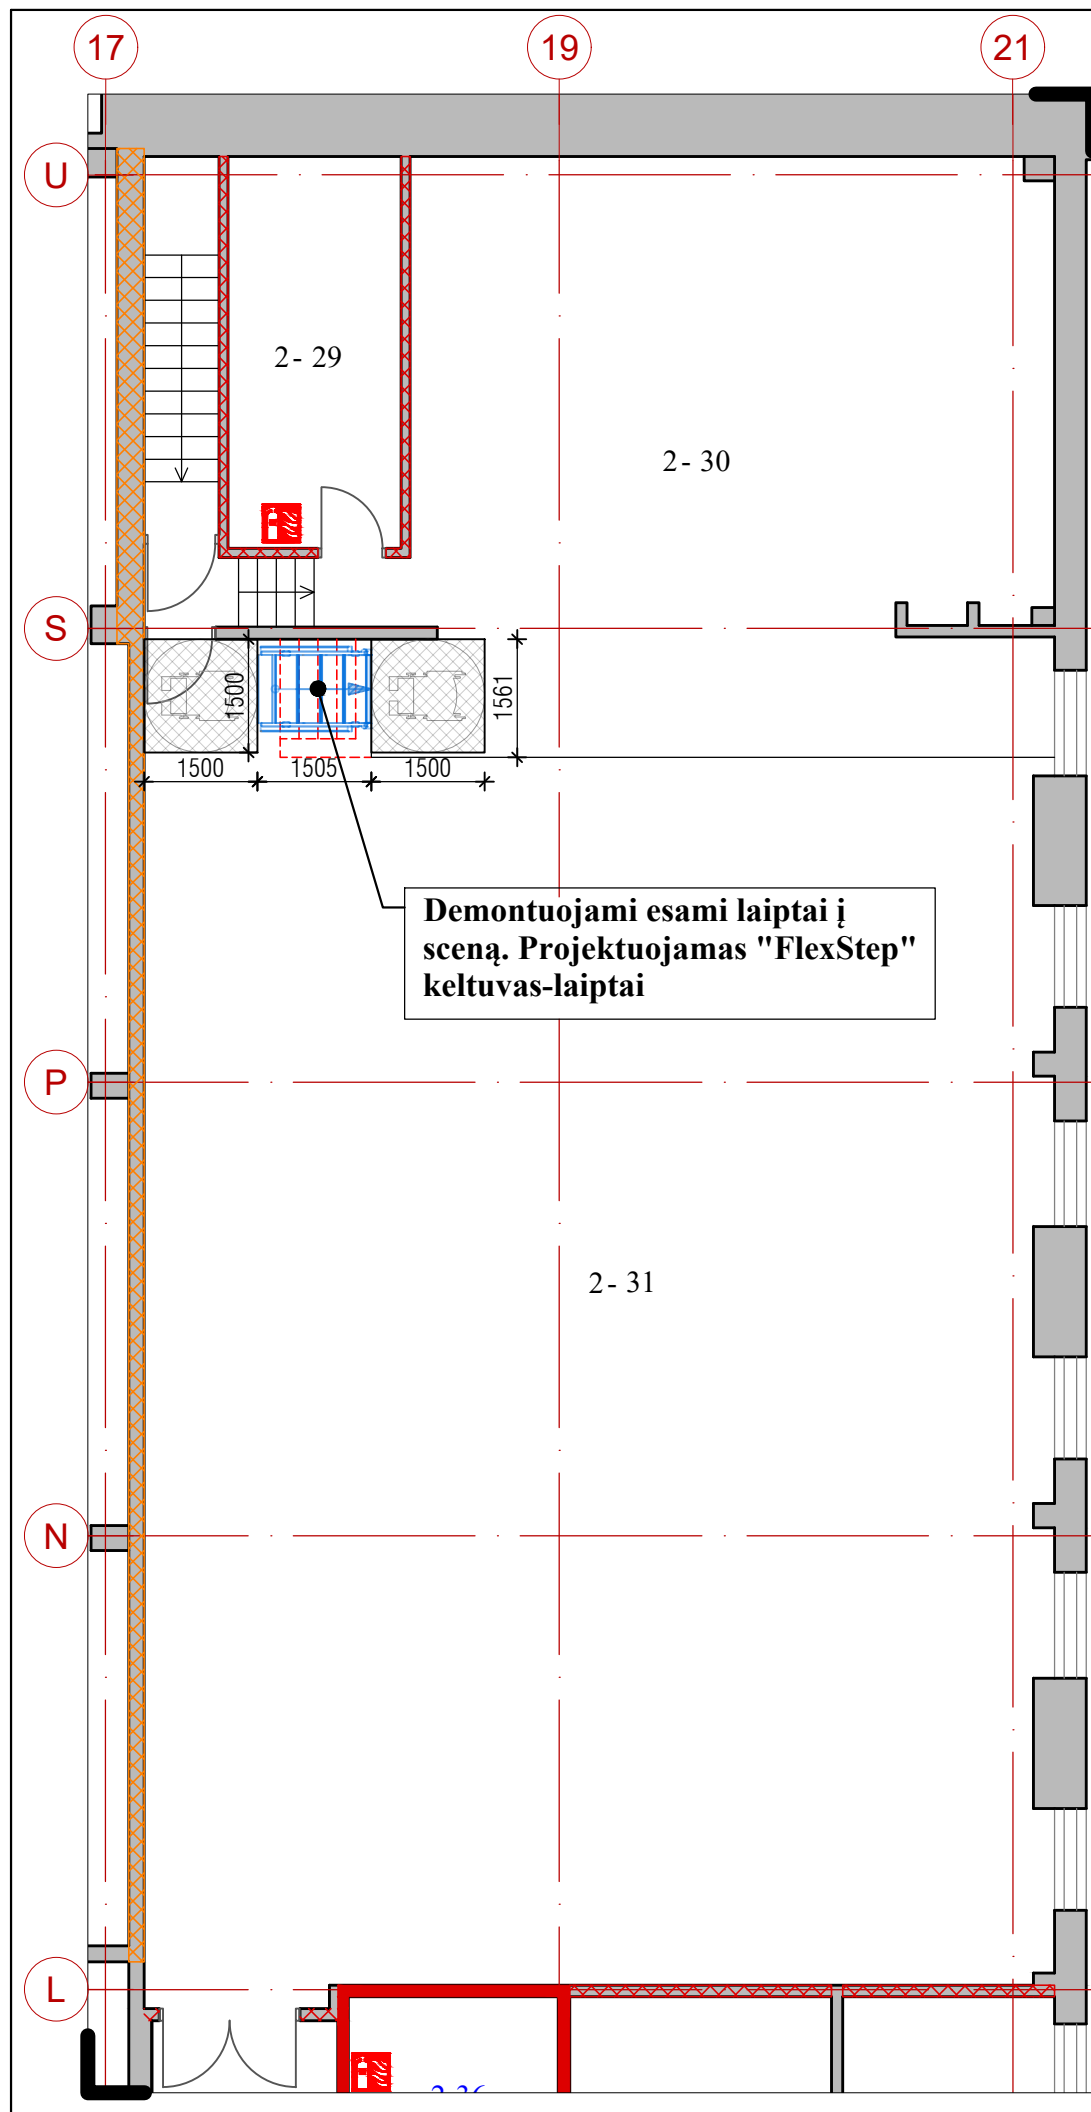 17
19
21
U
2- 29
2- 30
S
1500
1561
1500
1505
1500
Demontuojami esami laiptai į
sceną. Projektuojamas "FlexStep"
keltuvas-laiptai
P
2- 31
N
L